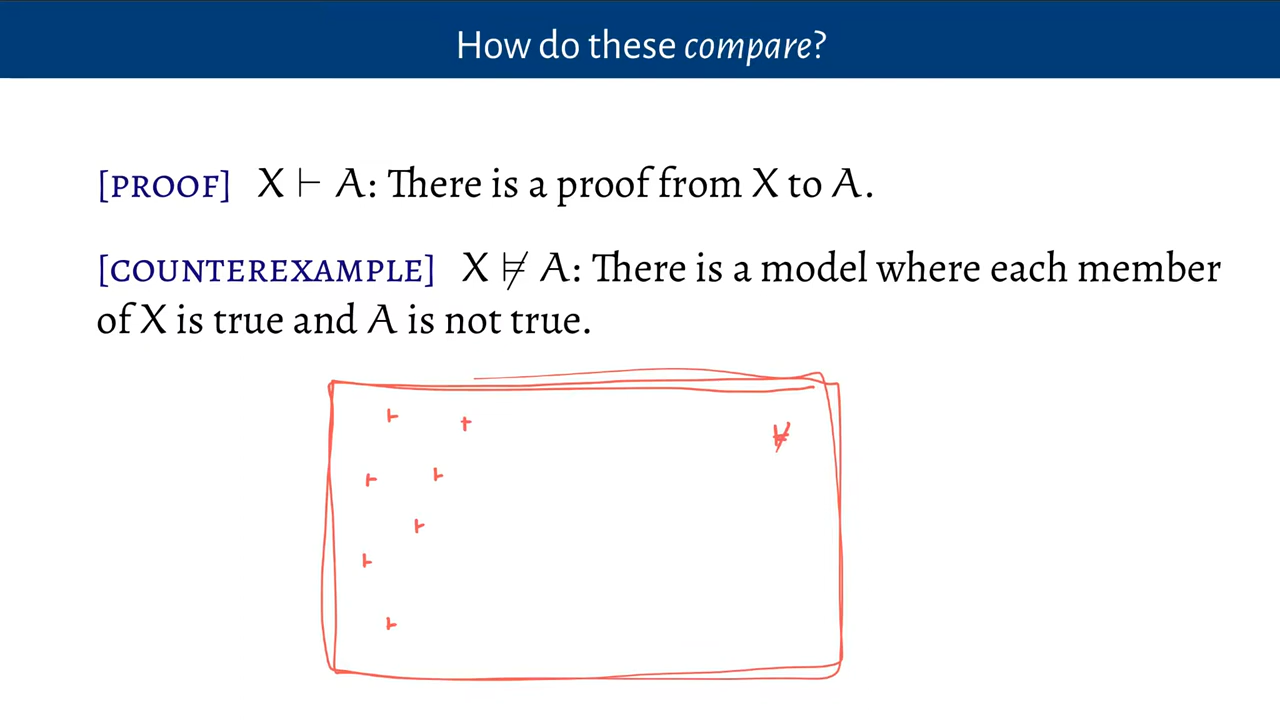 How do these compare?
[PROOF] X ⊢ A: There is a proof from X to A.
[COUNTEREXAMPLE] X ⊭ A: There is a model where each member
of X is true and A is not true.
⊢ ⊢ ⊭
⊢ ⊢
⊢
⊢
⊢